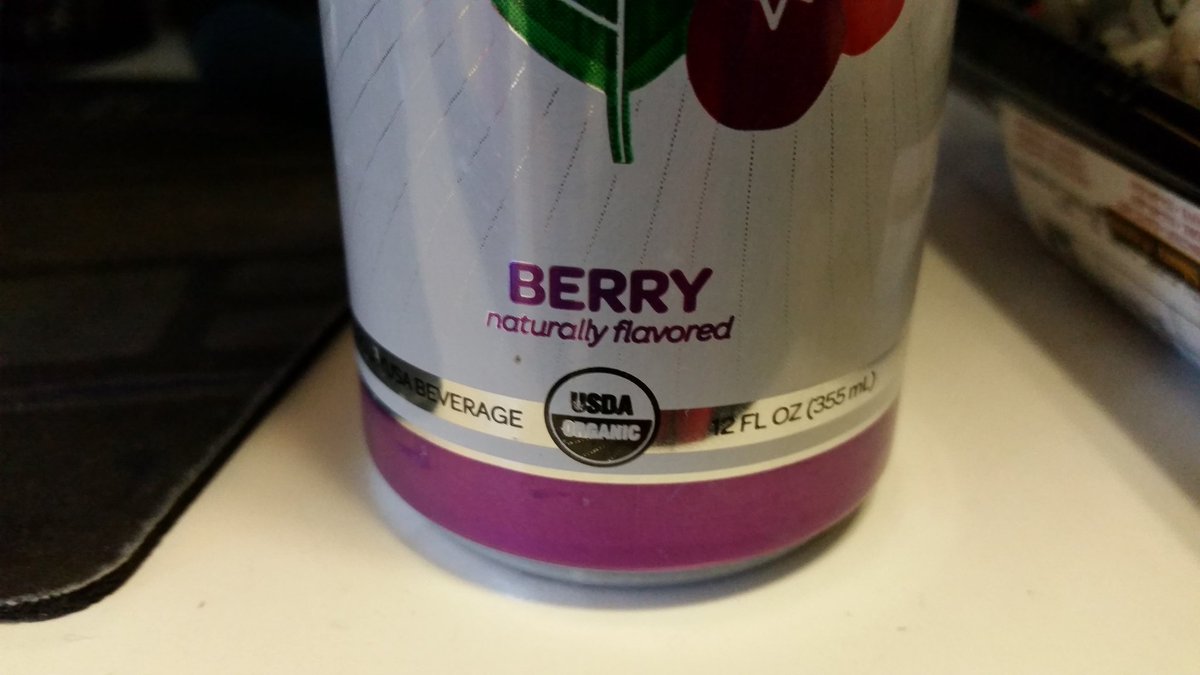 BERRY
naturally flavored
BEVERAGE
USDA
ORGANIC
12 FL OZ (355 mL)